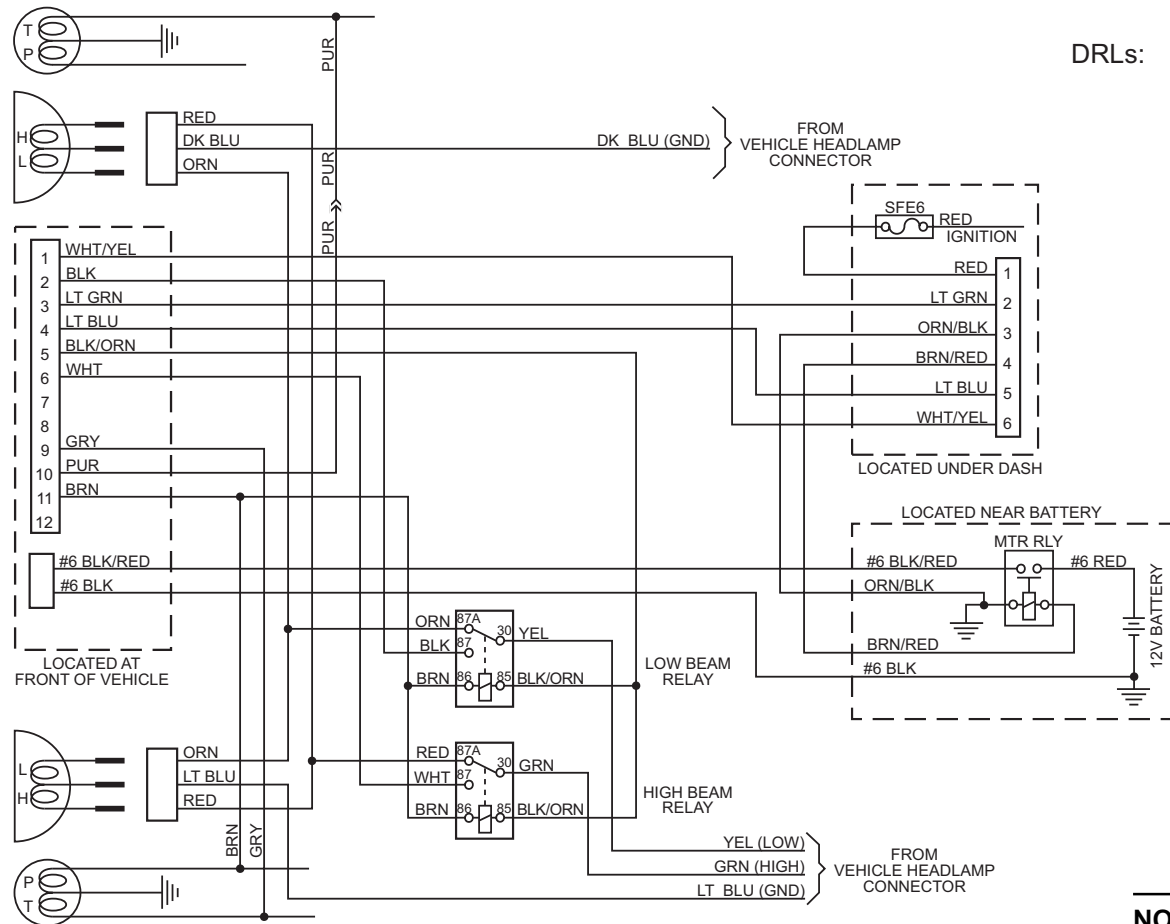 DRLs:
T
P
PUR
H
L
RED
DK BLU
ORN
DK BLU (GND)
FROM
VEHICLE HEADLAMP
CONNECTOR
PUR
PUR
SFE6
RED
IGNITION
RED 1
LT GRN 2
ORN/BLK 3
BRN/RED 4
LT BLU 5
WHT/YEL 6
LOCATED UNDER DASH
1 WHT/YEL
2 BLK
3 LT GRN
4 LT BLU
5 BLK/ORN
6 WHT
7
8
9 GRY
10 PUR
11 BRN
12
#6 BLK/RED
#6 BLK
LOCATED AT
FRONT OF VEHICLE
LOCATED NEAR BATTERY
MTR RLY
#6 BLK/RED
#6 RED
ORN/BLK
BRN/RED
#6 BLK
12V BATTERY
ORN 87A 30 YEL
BLK 87
BRN 86 85 BLK/ORN
LOW BEAM
RELAY
RED 87A 30 GRN
WHT 87
BRN 86 85 BLK/ORN
HIGH BEAM
RELAY
L
H
ORN
LT BLU
RED
BRN
GRY
P
T
YEL (LOW)
GRN (HIGH)
LT BLU (GND)
FROM
VEHICLE HEADLAMP
CONNECTOR
NO